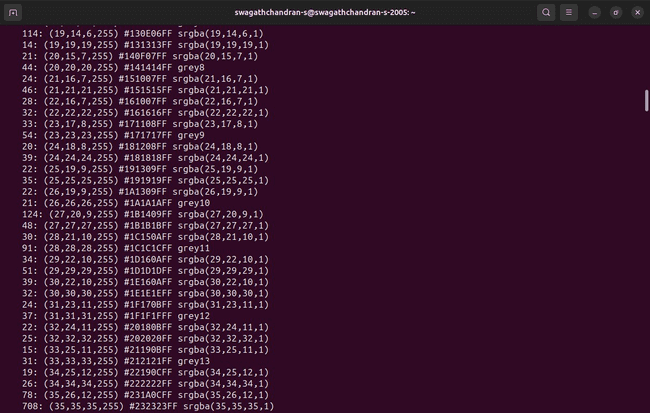 swagathchandran-s@swagathchandran-s-2005: ~
114: (19,14,6,255) #130E06FF srgba(19,14,6,1)
14: (19,19,19,255) #131313FF srgba(19,19,19,1)
21: (20,15,7,255) #140F07FF srgba(20,15,7,1)
44: (20,20,20,255) #141414FF grey8
24: (21,16,7,255) #151007FF srgba(21,16,7,1)
46: (21,21,21,255) #151515FF srgba(21,21,21,1)
28: (22,16,7,255) #161007FF srgba(22,16,7,1)
32: (22,22,22,255) #161616FF srgba(22,22,22,1)
33: (23,17,8,255) #171108FF srgba(23,17,8,1)
54: (23,23,23,255) #171717FF grey9
20: (24,18,8,255) #181208FF srgba(24,18,8,1)
39: (24,24,24,255) #181818FF srgba(24,24,24,1)
22: (25,19,9,255) #191309FF srgba(25,19,9,1)
35: (25,25,25,255) #191919FF srgba(25,25,25,1)
22: (26,19,9,255) #1A1309FF srgba(26,19,9,1)
21: (26,26,26,255) #1A1A1AFF grey10
124: (27,20,9,255) #1B1409FF srgba(27,20,9,1)
48: (27,27,27,255) #1B1B1BFF srgba(27,27,27,1)
30: (28,21,10,255) #1C150AFF srgba(28,21,10,1)
91: (28,28,28,255) #1C1C1CFF grey11
34: (29,22,10,255) #1D160AFF srgba(29,22,10,1)
51: (29,29,29,255) #1D1D1DFF srgba(29,29,29,1)
39: (30,22,10,255) #1E160AFF srgba(30,22,10,1)
32: (30,30,30,255) #1E1E1EFF srgba(30,30,30,1)
24: (31,23,11,255) #1F170BFF srgba(31,23,11,1)
37: (31,31,31,255) #1F1F1FFF grey12
22: (32,24,11,255) #20180BFF srgba(32,24,11,1)
25: (32,32,32,255) #202020FF srgba(32,32,32,1)
15: (33,25,11,255) #21190BFF srgba(33,25,11,1)
31: (33,33,33,255) #212121FF grey13
19: (34,25,12,255) #22190CFF srgba(34,25,12,1)
26: (34,34,34,255) #222222FF srgba(34,34,34,1)
78: (35,26,12,255) #231A0CFF srgba(35,26,12,1)
708: (35,35,35,255) #232323FF srgba(35,35,35,1)